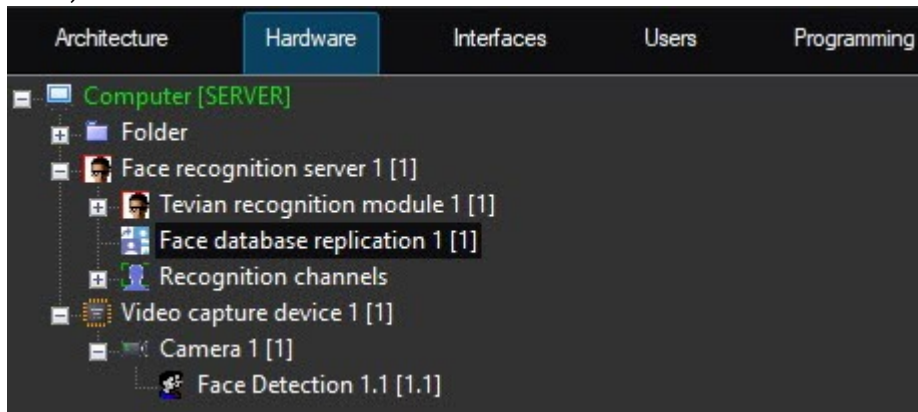 Architecture Hardware Interfaces Users Programming
Computer [SERVER]
Folder
Face recognition server 1 [1]
Tevian recognition module 1 [1]
Face database replication 1 [1]
Recognition channels
Video capture device 1 [1]
Camera 1 [1]
Face Detection 1.1 [1.1]